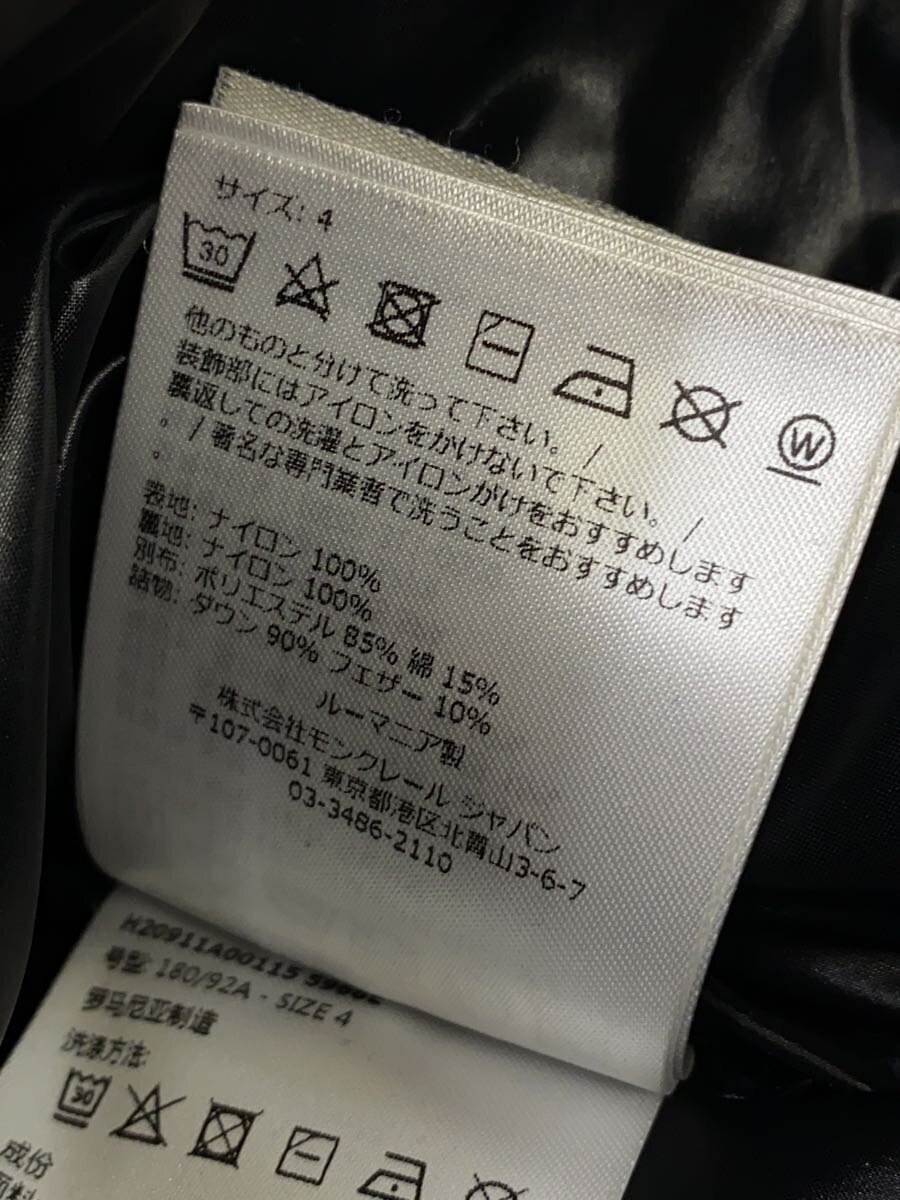 サイズ: 4
30
W
他のものと分けて洗って下さい。 /
装飾部にはアイロンをかけないで下さい。 /
裏返しての洗濯とアイロンがけをおすすめします
。 / 著名な専門業者で洗うことをおすすめします
。
表地: ナイロン 100%
裏地: ナイロン 100%
別布: ポリエステル 85% 綿 15%
詰物: ダウン 90% フェザー 10%
ルーマニア製
株式会社モンクレール ジャパン
〒107-0061 東京都港区北青山3-6-7
03-3486-2110
H20911A00115
号型: 180/92A - SIZE 4
罗马尼亚制造
洗涤方法:
30
成份